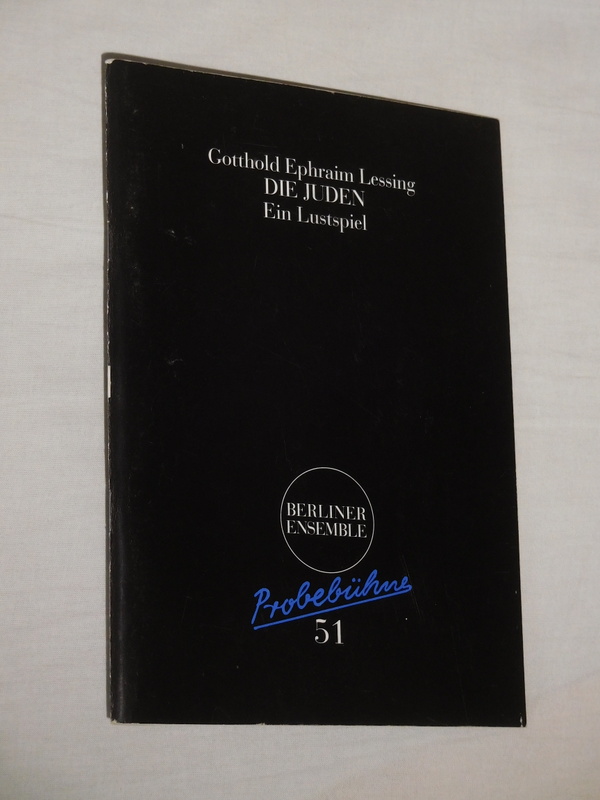 Gotthold Ephraim Lessing
DIE JUDEN
Ein Lustspiel
BERLINER
ENSEMBLE
Probebühne
51